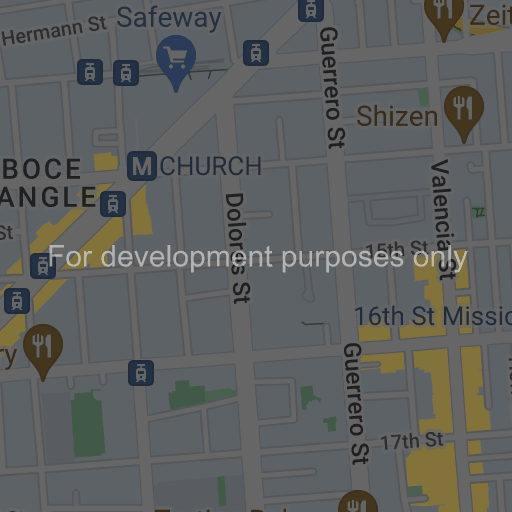 Hermann St
Safeway
Zeit
Guerrero St
Shizen
M CHURCH
BOCE
ANGLE
Dolores St
Valencia St
St
15th St
For development purposes only
16th St Missio
ry
Guerrero St
17th St